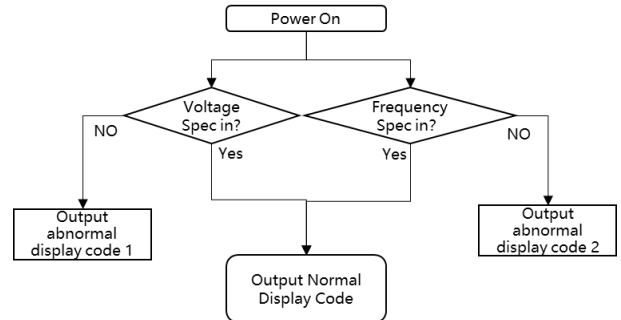 Power On
Voltage
Spec in?
Frequency
Spec in?
NO
NO
Yes
Yes
Output
abnormal
display code 1
Output
abnormal
display code 2
Output Normal
Display Code